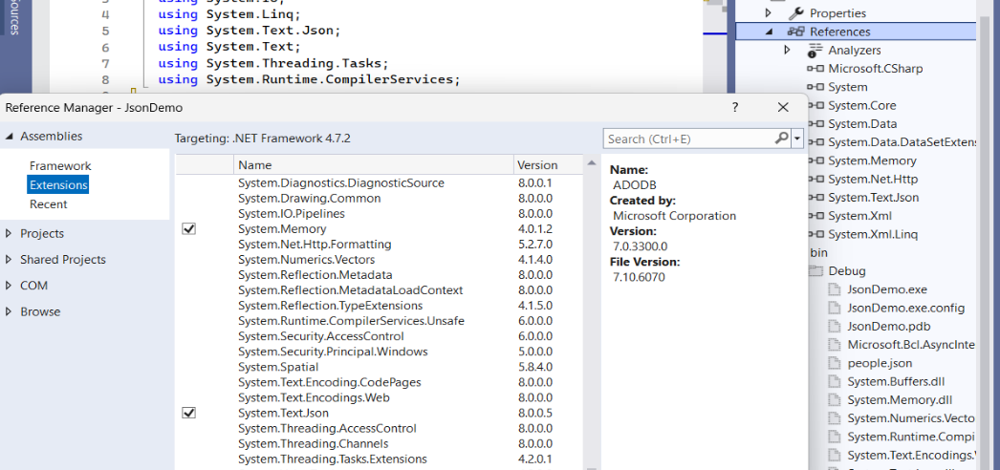 Sources
3
using System.IO;
4
using System.Linq;
5
using System.Text.Json;
6
using System.Text;
7
using System.Threading.Tasks;
8
using System.Runtime.CompilerServices;
Reference Manager - JsonDemo
?
Assemblies
Framework
Extensions
Recent
Projects
Shared Projects
COM
Browse
Targeting: .NET Framework 4.7.2
Name Version
System.Diagnostics.DiagnosticSource 8.0.0.1
System.Drawing.Common 8.0.0.0
System.IO.Pipelines 8.0.0.0
System.Memory 4.0.1.2
System.Net.Http.Formatting 5.2.7.0
System.Numerics.Vectors 4.1.4.0
System.Reflection.Metadata 8.0.0.0
System.Reflection.MetadataLoadContext 8.0.0.0
System.Reflection.TypeExtensions 4.1.5.0
System.Runtime.CompilerServices.Unsafe 6.0.0.0
System.Security.AccessControl 6.0.0.0
System.Security.Principal.Windows 5.0.0.0
System.Spatial 5.8.4.0
System.Text.Encoding.CodePages 8.0.0.0
System.Text.Encodings.Web 8.0.0.0
System.Text.Json 8.0.0.5
System.Threading.AccessControl 8.0.0.0
System.Threading.Channels 8.0.0.0
System.Threading.Tasks.Extensions 4.2.0.1
Search (Ctrl+E)
Name:
ADODB
Created by:
Microsoft Corporation
Version:
7.0.3300.0
File Version:
7.10.6070
Properties
References
Analyzers
Microsoft.CSharp
System
System.Core
System.Data
System.Data.DataSetExtens
System.Memory
System.Net.Http
System.Text.Json
System.Xml
System.Xml.Linq
bin
Debug
JsonDemo.exe
JsonDemo.exe.config
JsonDemo.pdb
Microsoft.Bcl.AsyncInte
people.json
System.Buffers.dll
System.Memory.dll
System.Numerics.Vecto
System.Runtime.Compi
System.Text.Encodings.